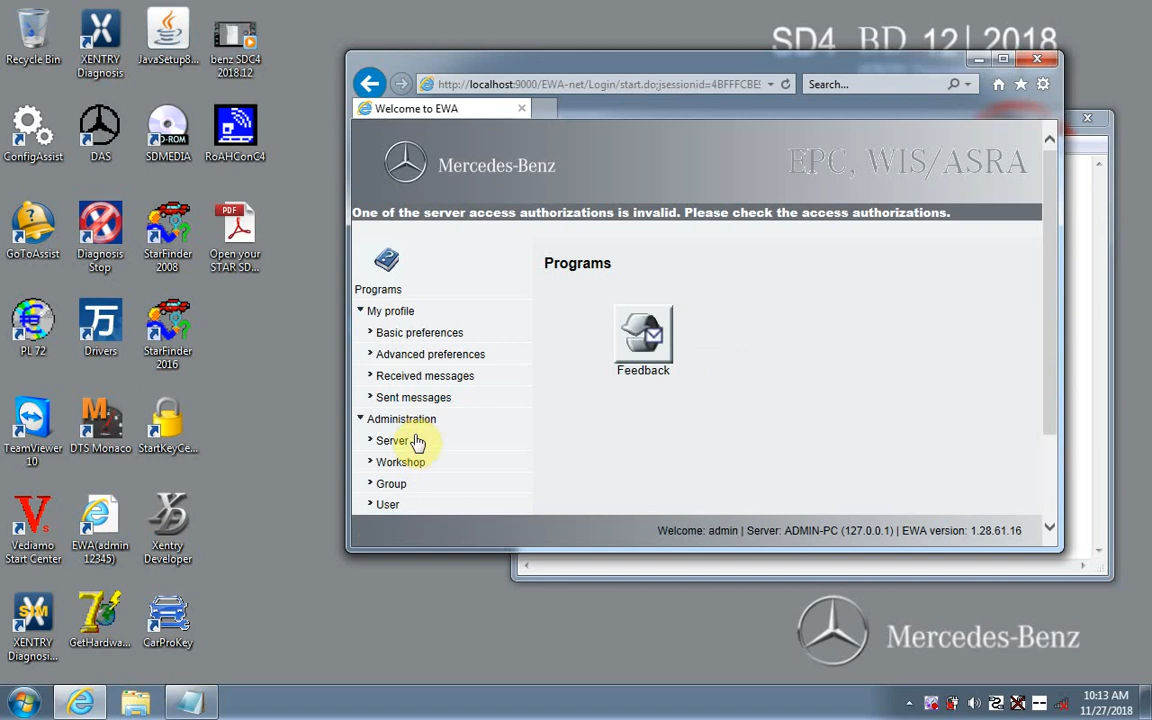 SD4 BD 12 | 2018
Recycle Bin
XENTRY Diagnosis
JavaSetup8...
benz SDC4 2018.12
ConfigAssist
DAS
SDMEDIA
RoAHConC4
GoToAssist
Diagnosis Stop
StarFinder 2008
PDF
Open your STAR SD...
PL 72
万
Drivers
StarFinder 2016
TeamViewer 10
DTS Monaco
StartKeyCe...
Vediamo Start Center
EWA(admin 12345)
Xentry Developer
SIM
XENTRY Diagnosi...
GetHardwa...
CarProKey
http://localhost:9000/EWA-net/Login/start.do;jsessionid=4BFFFCBE
Search...
Welcome to EWA
Mercedes-Benz
EPC, WIS/ASRA
One of the server access authorizations is invalid. Please check the access authorizations.
Programs
My profile
Basic preferences
Advanced preferences
Received messages
Sent messages
Administration
Server
Workshop
Group
User
Programs
Feedback
Welcome: admin | Server: ADMIN-PC (127.0.0.1) | EWA version: 1.28.61.16
Mercedes-Benz
10:13 AM
11/27/2018